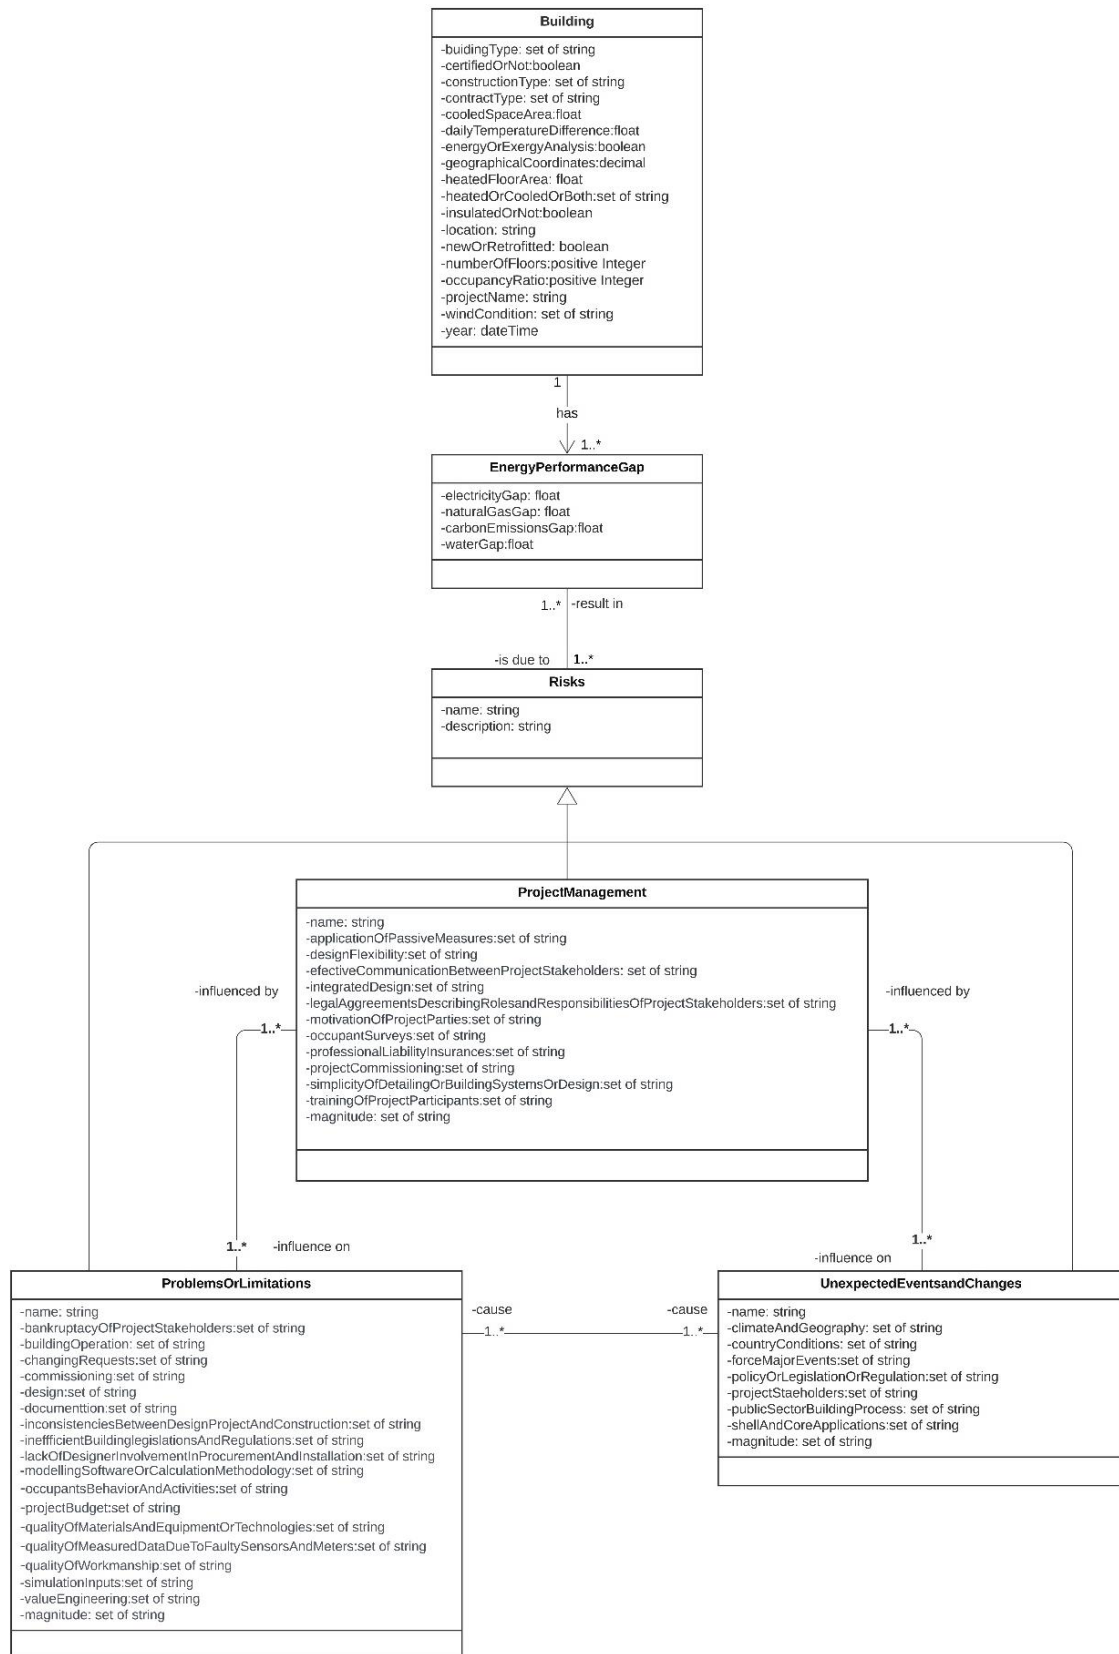 Building
-buidingType: set of string
-certifiedOrNot:boolean
-constructionType: set of string
-contractType: set of string
-cooledSpaceArea:float
-dailyTemperatureDifference:float
-energyOrExergyAnalysis:boolean
-geographicalCoordinates:decimal
-heatedFloorArea: float
-heatedOrCooledOrBoth:set of string
-insulatedOrNot:boolean
-location: string
-newOrRetrofitted: boolean
-numberOfFloors:positive Integer
-occupancyRatio:positive Integer
-projectName: string
-windCondition: set of string
-year: dateTime
1
has
1..*
EnergyPerformanceGap
-electricityGap: float
-naturalGasGap: float
-carbonEmissionsGap:float
-waterGap:float
1..* -result in
-is due to 1..*
Risks
-name: string
-description: string
ProjectManagement
-name: string
-applicationOfPassiveMeasures:set of string
-designFlexibility:set of string
-efectiveCommunicationBetweenProjectStakeholders: set of string
-integratedDesign:set of string
-legalAggreementsDescribingRolesandResponsibilitiesOfProjectStakeholders:set of string
-motivationOfProjectParties:set of string
-occupantSurveys:set of string
-professionalLiabilityInsurances:set of string
-projectCommissioning:set of string
-simplicityOfDetailingOrBuildingSystemsOrDesign:set of string
-trainingOfProjectParticipants:set of string
-magnitude: set of string
-influenced by
1..*
-influenced by
1..*
1..* -influence on
1..*
-influence on
ProblemsOrLimitations
-name: string
-bankruptacyOfProjectStakeholders:set of string
-buildingOperation: set of string
-changingRequests:set of string
-commissioning:set of string
-design:set of string
-documenttion:set of string
-inconsistenciesBetweenDesignProjectAndConstruction:set of string
-ineffficientBuildinglegislationsAndRegulations:set of string
-lackOfDesignerInvolvementInProcurementAndInstallation:set of string
-modellingSoftwareOrCalculationMethodology:set of string
-occupantsBehaviorAndActivities:set of string
-projectBudget:set of string
-qualityOfMaterialsAndEquipmentOrTechnologies:set of string
-qualityOfMeasuredDataDueToFaultySensorsAndMeters:set of string
-qualityOfWorkmanship:set of string
-simulationInputs:set of string
-valueEngineering:set of string
-magnitude: set of string
-cause
1..*
-cause
1..*
UnexpectedEventsandChanges
-name: string
-climateAndGeography: set of string
-countryConditions: set of string
-forceMajorEvents:set of string
-policyOrLegislationOrRegulation:set of string
-projectStaeholders:set of string
-publicSectorBuildingProcess: set of string
-shellAndCoreApplications:set of string
-magnitude: set of string